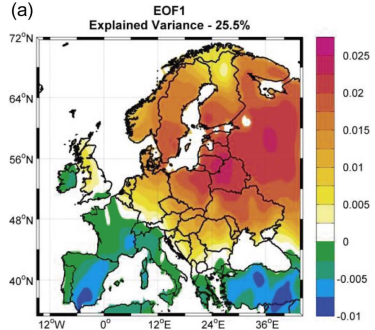 (a)
EOF1
Explained Variance - 25.5%
72°N
64°N
56°N
48°N
40°N
12°W
0°
12°E
24°E
36°E
0.025
0.02
0.015
0.01
0.005
0
-0.005
-0.01